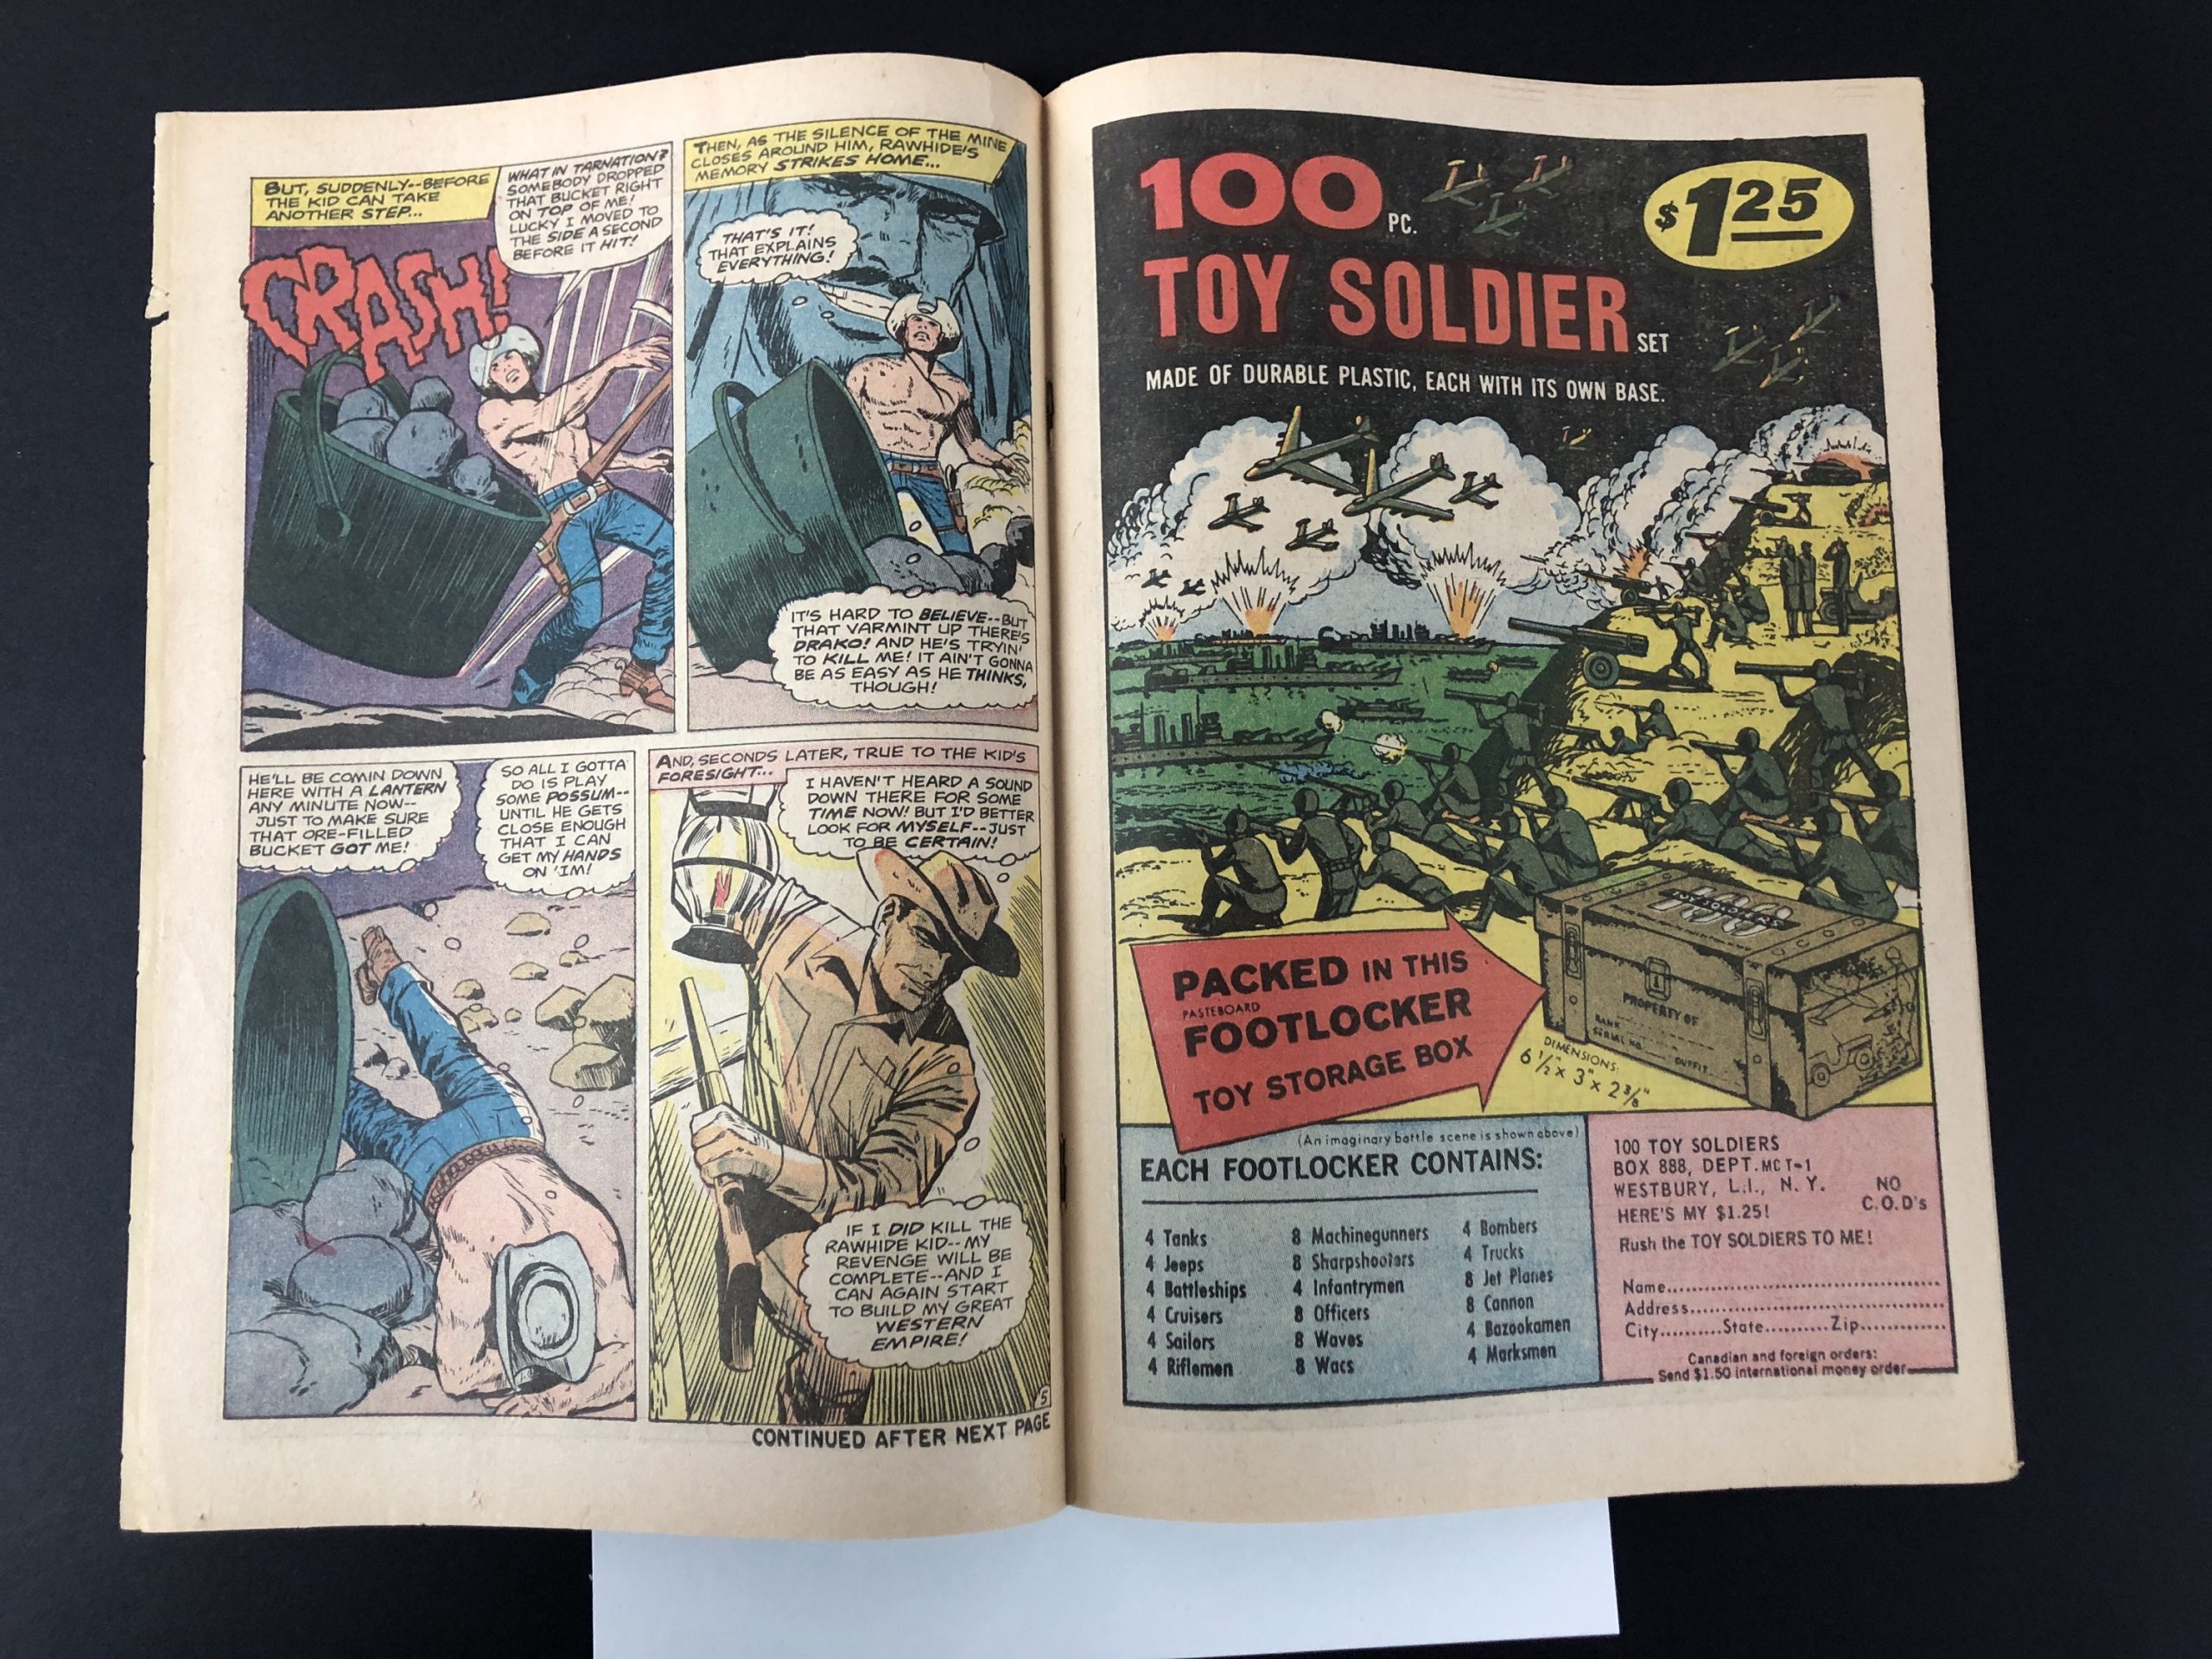 BUT, SUDDENLY--BEFORE
THE KID CAN TAKE
ANOTHER STEP...
WHAT IN TARNATION?
SOMEBODY DROPPED
THAT BUCKET RIGHT
ON TOP OF ME!
LUCKY I MOVED TO
THE SIDE A SECOND
BEFORE IT HIT!
CRASH!
THEN, AS THE SILENCE OF THE MINE
CLOSES AROUND HIM, RAWHIDE'S
MEMORY STRIKES HOME...
THAT'S IT!
THAT EXPLAINS
EVERYTHING!
IT'S HARD TO BELIEVE--BUT
THAT VARMINT UP THERE'S
DRAKO! AND HE'S TRYIN'
TO KILL ME! IT AIN'T GONNA
BE AS EASY AS HE THINKS,
THOUGH!
HE'LL BE COMIN DOWN
HERE WITH A LANTERN
ANY MINUTE NOW--
JUST TO MAKE SURE
THAT ORE-FILLED
BUCKET GOT ME!
SO ALL I GOTTA
DO IS PLAY
SOME POSSUM--
UNTIL HE GETS
CLOSE ENOUGH
THAT I CAN
GET MY HANDS
ON 'IM!
AND, SECONDS LATER, TRUE TO THE KID'S
FORESIGHT...
I HAVEN'T HEARD A SOUND
DOWN THERE FOR SOME
TIME NOW! BUT I'D BETTER
LOOK FOR MYSELF--JUST
TO BE CERTAIN!
IF I DID KILL THE
RAWHIDE KID--MY
REVENGE WILL BE
COMPLETE--AND I
CAN AGAIN START
TO BUILD MY GREAT
WESTERN
EMPIRE!
5
CONTINUED AFTER NEXT PAGE
100 PC.
$1.25
TOY SOLDIER SET
MADE OF DURABLE PLASTIC, EACH WITH ITS OWN BASE.
PACKED IN THIS
PASTEBOARD
FOOTLOCKER
TOY STORAGE BOX
100
TOY SOLDIERS
PROPERTY OF
RANK
SERIAL NO. OUTFIT
DIMENSIONS:
6 1/2" x 3" x 2 3/8"
(An imaginary battle scene is shown above)
EACH FOOTLOCKER CONTAINS:
4 Tanks
4 Jeeps
4 Battleships
4 Cruisers
4 Sailors
4 Riflemen
8 Machinegunners
8 Sharpshooters
4 Infantrymen
8 Officers
8 Waves
8 Wacs
4 Bombers
4 Trucks
8 Jet Planes
8 Cannon
4 Bazookamen
4 Marksmen
100 TOY SOLDIERS
BOX 888, DEPT. MCT-1
WESTBURY, L.I., N. Y.
HERE'S MY $1.25!
NO
C.O.D's
Rush the TOY SOLDIERS TO ME!
Name
Address
City..........State..........Zip
Canadian and foreign orders:
Send $1.50 international money order